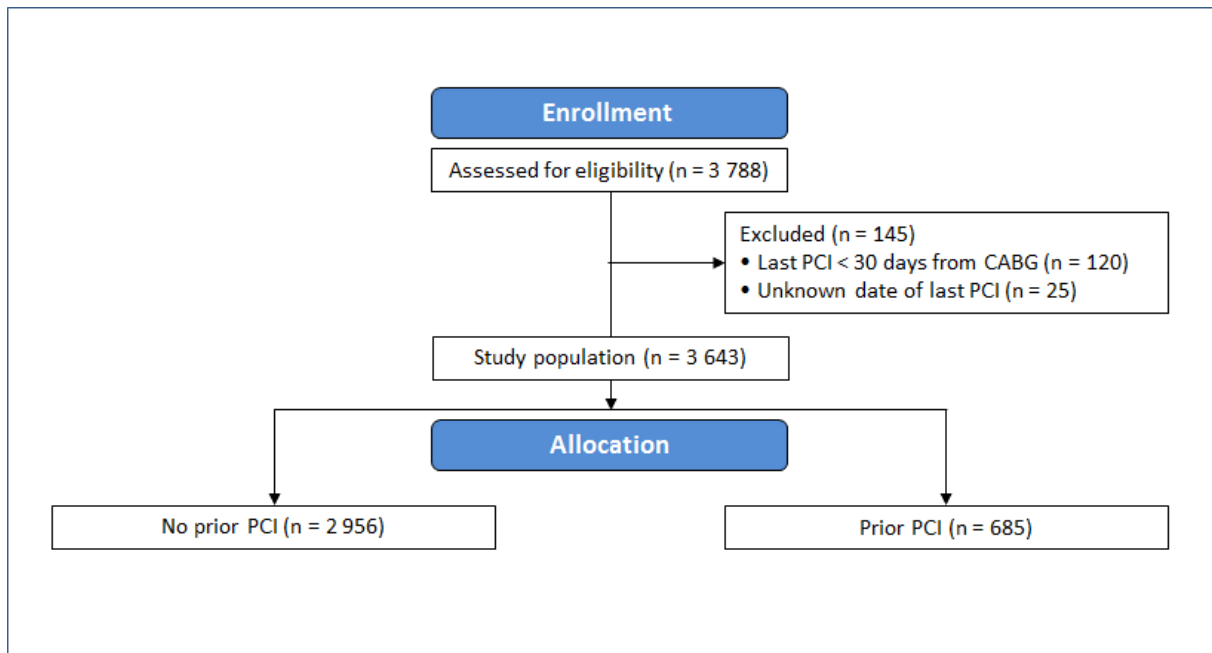 Enrollment
Assessed for eligibility (n = 3 788)
Excluded (n = 145)
• Last PCI < 30 days from CABG (n = 120)
• Unknown date of last PCI (n = 25)
Study population (n = 3 643)
Allocation
No prior PCI (n = 2 956)
Prior PCI (n = 685)